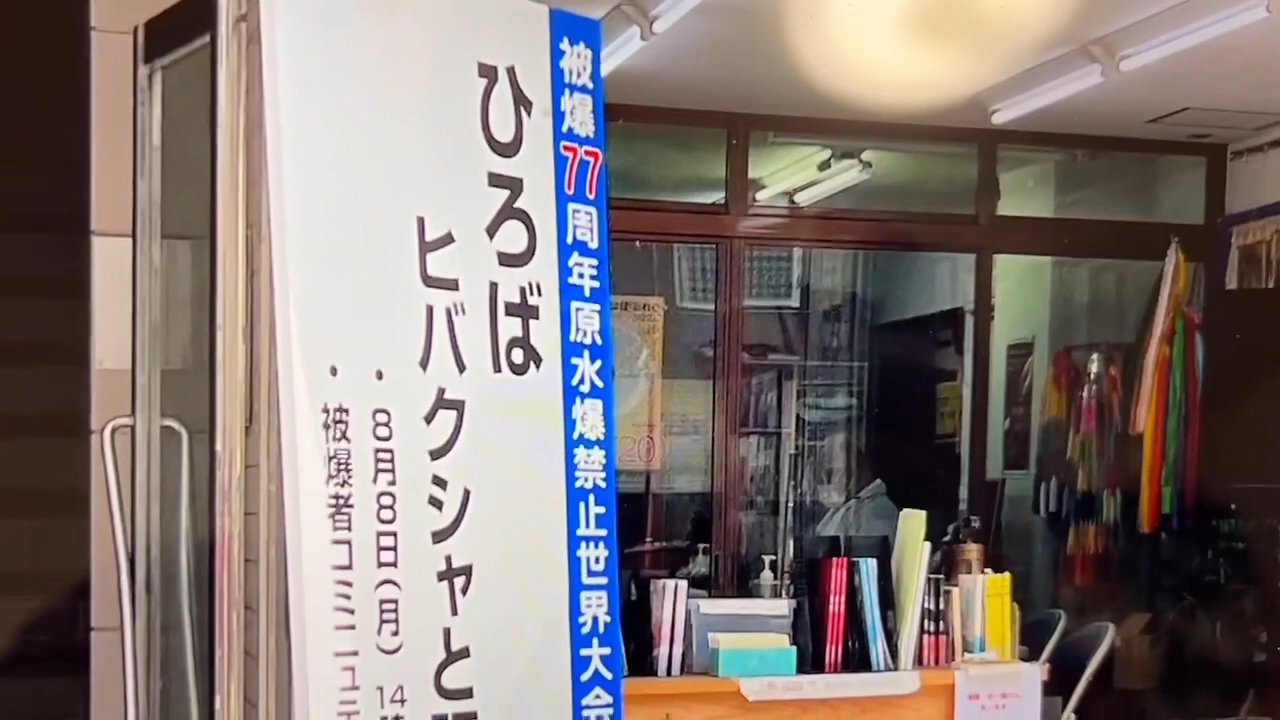 被爆77周年原水爆禁止世界大会
ひろば
ヒバクシャと
・8月8日(月) 14
・被爆者コミニュ